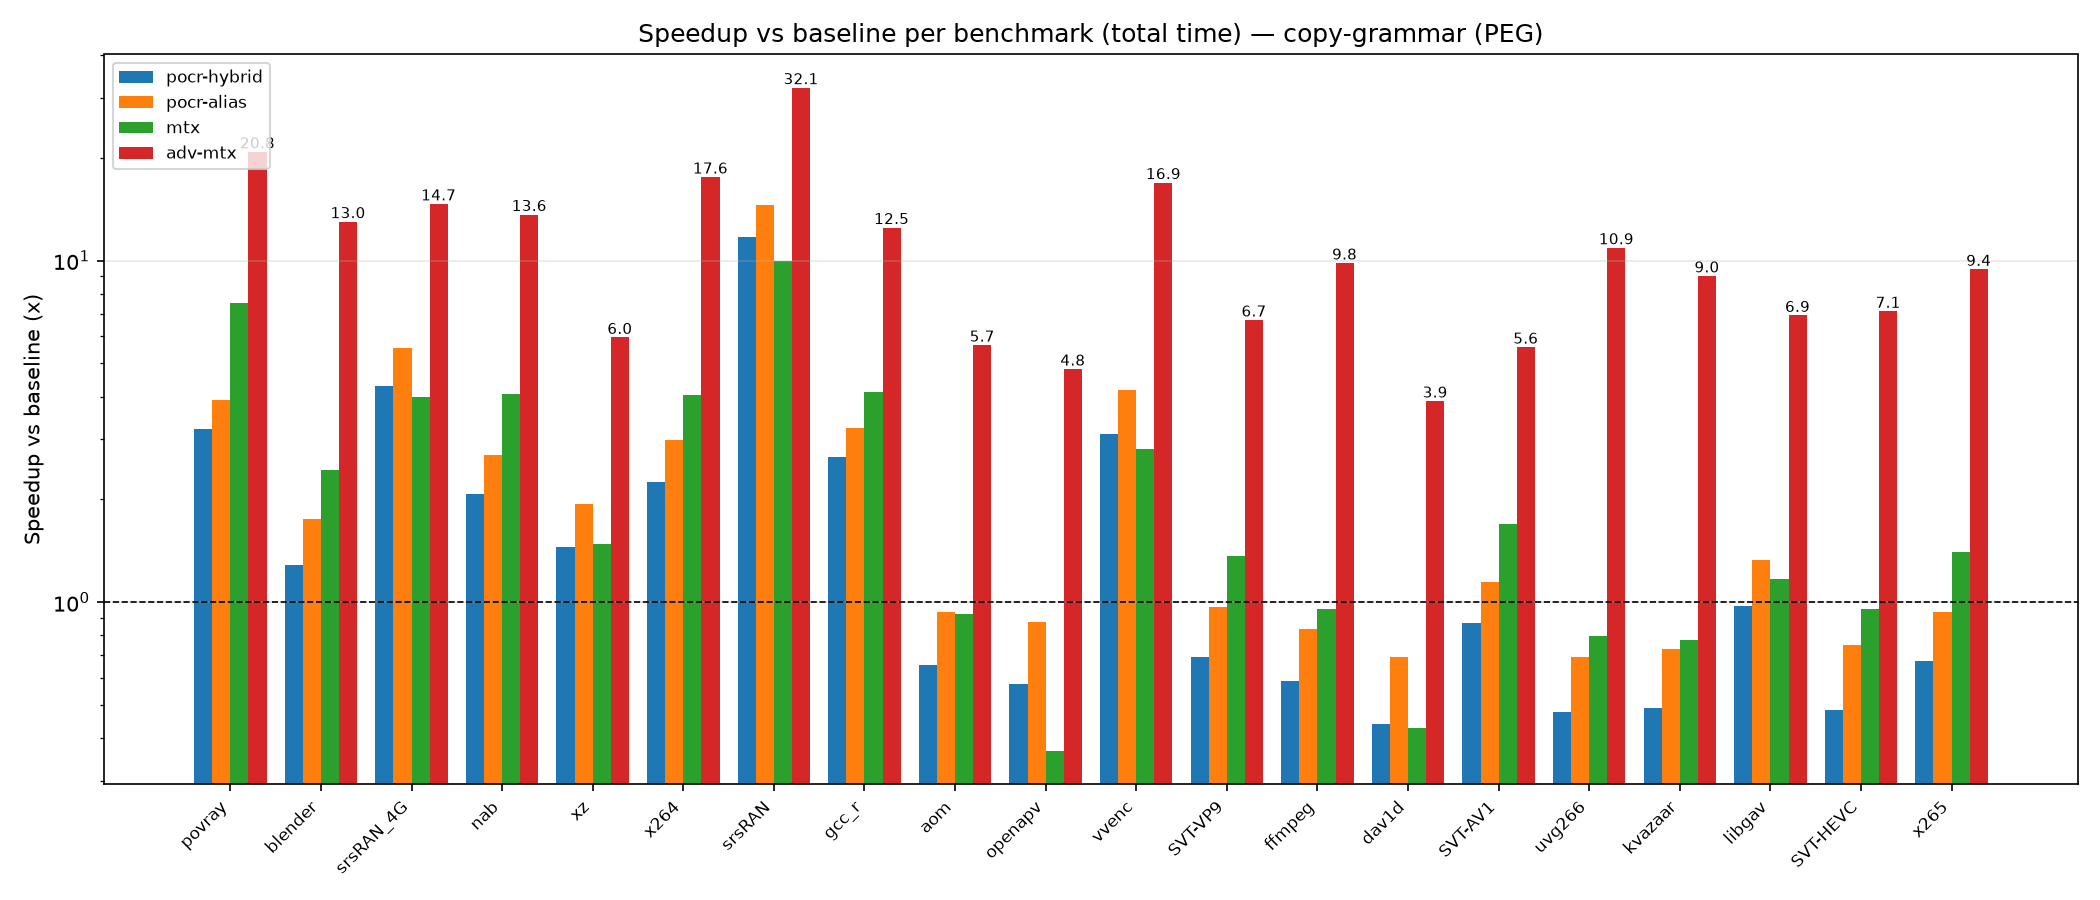 Speedup vs baseline per benchmark (total time) — copy-grammar (PEG)
pocr-hybrid
pocr-alias
mtx
adv-mtx
20.8
13.0
14.7
13.6
6.0
17.6
32.1
12.5
5.7
4.8
16.9
6.7
9.8
3.9
5.6
10.9
9.0
6.9
7.1
9.4
Speedup vs baseline (x)
10¹
10⁰
povray
blender
srsRAN_4G
nab
xz
x264
srsRAN
gcc_r
aom
openapv
vvenc
SVT-VP9
ffmpeg
dav1d
SVT-AV1
uvg266
kvazaar
libgav
SVT-HEVC
x265